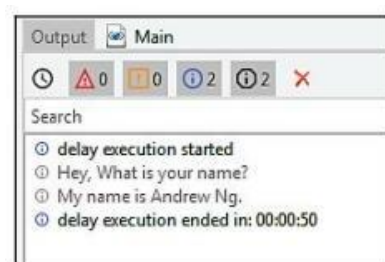 Output Main
0 0 2 2
Search
delay execution started
Hey, What is your name?
My name is Andrew Ng.
delay execution ended in: 00:00:50